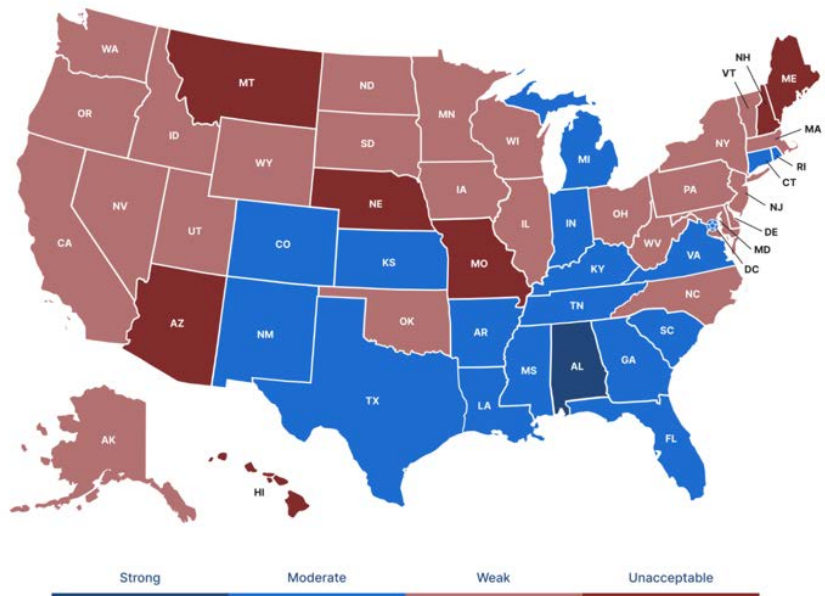 WA
MT
ND
MN
OR
ID
WY
SD
WI
MI
NH
VT
ME
NY
MA
RI
CT
NJ
NV
UT
CA
NE
IA
IL
IN
OH
PA
WV
DE
MD
DC
CO
KS
MO
KY
VA
AZ
NM
OK
AR
TN
NC
TX
LA
MS
AL
GA
SC
FL
AK
HI
Strong Moderate Weak Unacceptable